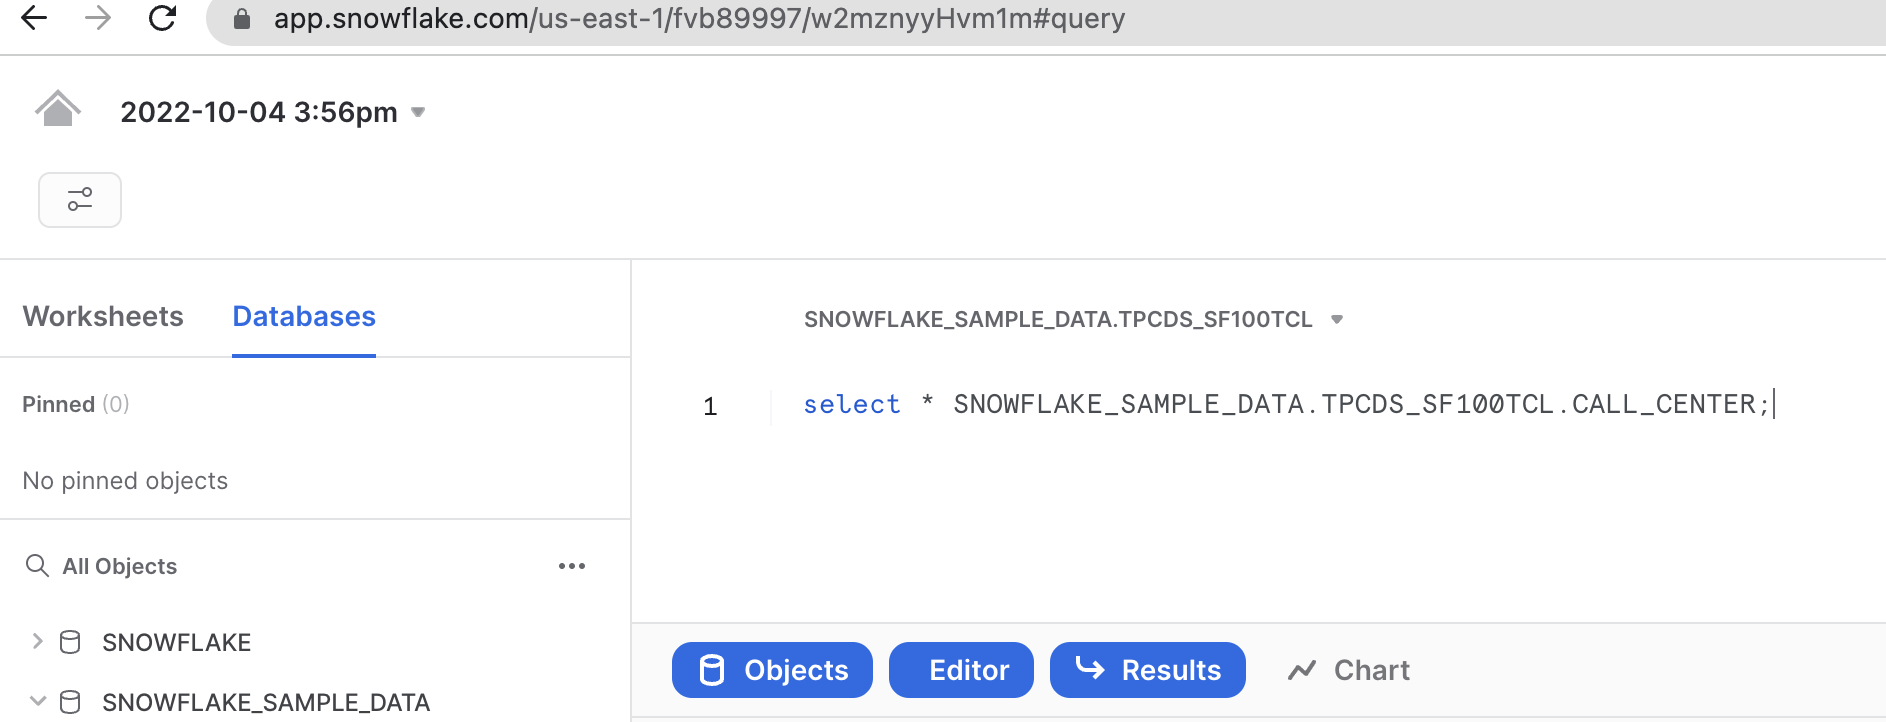 app.snowflake.com/us-east-1/fvb89997/w2mznyyHvm1m#query
2022-10-04 3:56pm
Worksheets Databases
Pinned (0)
No pinned objects
All Objects
SNOWFLAKE
SNOWFLAKE_SAMPLE_DATA
SNOWFLAKE_SAMPLE_DATA.TPCDS_SF100TCL
1 select * SNOWFLAKE_SAMPLE_DATA.TPCDS_SF100TCL.CALL_CENTER;
Objects Editor Results Chart